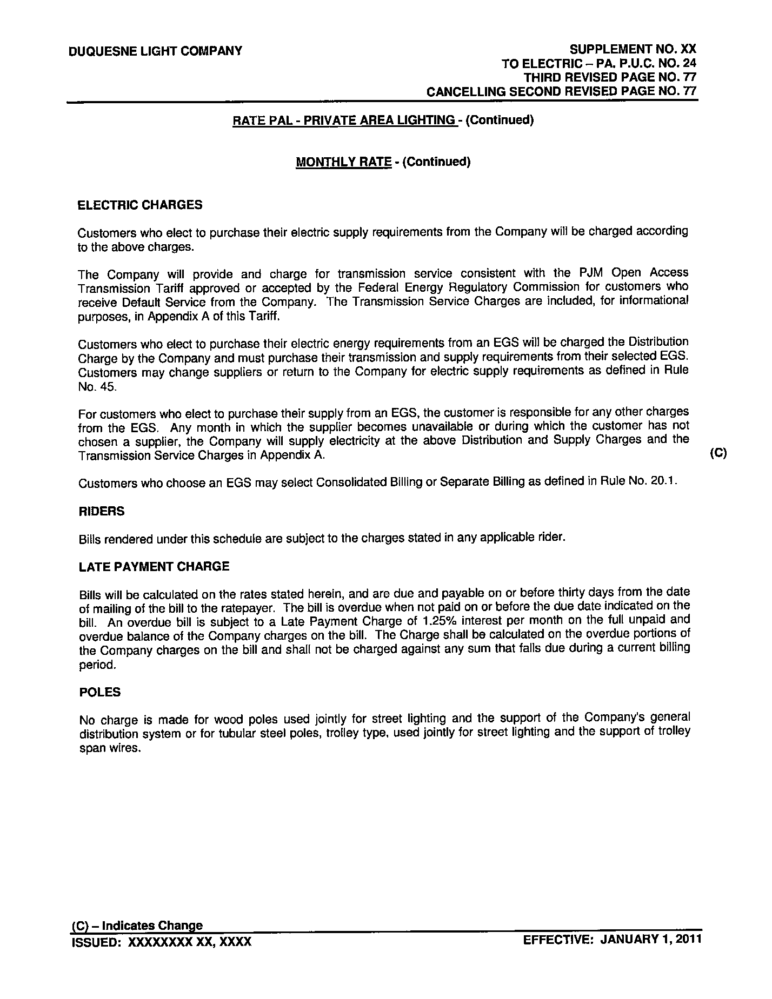 DUQUESNE LIGHT COMPANY
SUPPLEMENT NO. XX
TO ELECTRIC – PA. P.U.C. NO. 24
THIRD REVISED PAGE NO. 77
CANCELLING SECOND REVISED PAGE NO. 77
RATE PAL - PRIVATE AREA LIGHTING - (Continued)
MONTHLY RATE - (Continued)
ELECTRIC CHARGES
Customers who elect to purchase their electric supply requirements from the Company will be charged according
to the above charges.
The Company will provide and charge for transmission service consistent with the PJM Open Access
Transmission Tariff approved or accepted by the Federal Energy Regulatory Commission for customers who
receive Default Service from the Company. The Transmission Service Charges are included, for informational
purposes, in Appendix A of this Tariff.
Customers who elect to purchase their electric energy requirements from an EGS will be charged the Distribution
Charge by the Company and must purchase their transmission and supply requirements from their selected EGS.
Customers may change suppliers or return to the Company for electric supply requirements as defined in Rule
No. 45.
For customers who elect to purchase their supply from an EGS, the customer is responsible for any other charges
from the EGS. Any month in which the supplier becomes unavailable or during which the customer has not
chosen a supplier, the Company will supply electricity at the above Distribution and Supply Charges and the
Transmission Service Charges in Appendix A. (C)
Customers who choose an EGS may select Consolidated Billing or Separate Billing as defined in Rule No. 20.1.
RIDERS
Bills rendered under this schedule are subject to the charges stated in any applicable rider.
LATE PAYMENT CHARGE
Bills will be calculated on the rates stated herein, and are due and payable on or before thirty days from the date
of mailing of the bill to the ratepayer. The bill is overdue when not paid on or before the due date indicated on the
bill. An overdue bill is subject to a Late Payment Charge of 1.25% interest per month on the full unpaid and
overdue balance of the Company charges on the bill. The Charge shall be calculated on the overdue portions of
the Company charges on the bill and shall not be charged against any sum that falls due during a current billing
period.
POLES
No charge is made for wood poles used jointly for street lighting and the support of the Company's general
distribution system or for tubular steel poles, trolley type, used jointly for street lighting and the support of trolley
span wires.
(C) – Indicates Change
ISSUED: XXXXXXXX XX, XXXX
EFFECTIVE: JANUARY 1, 2011